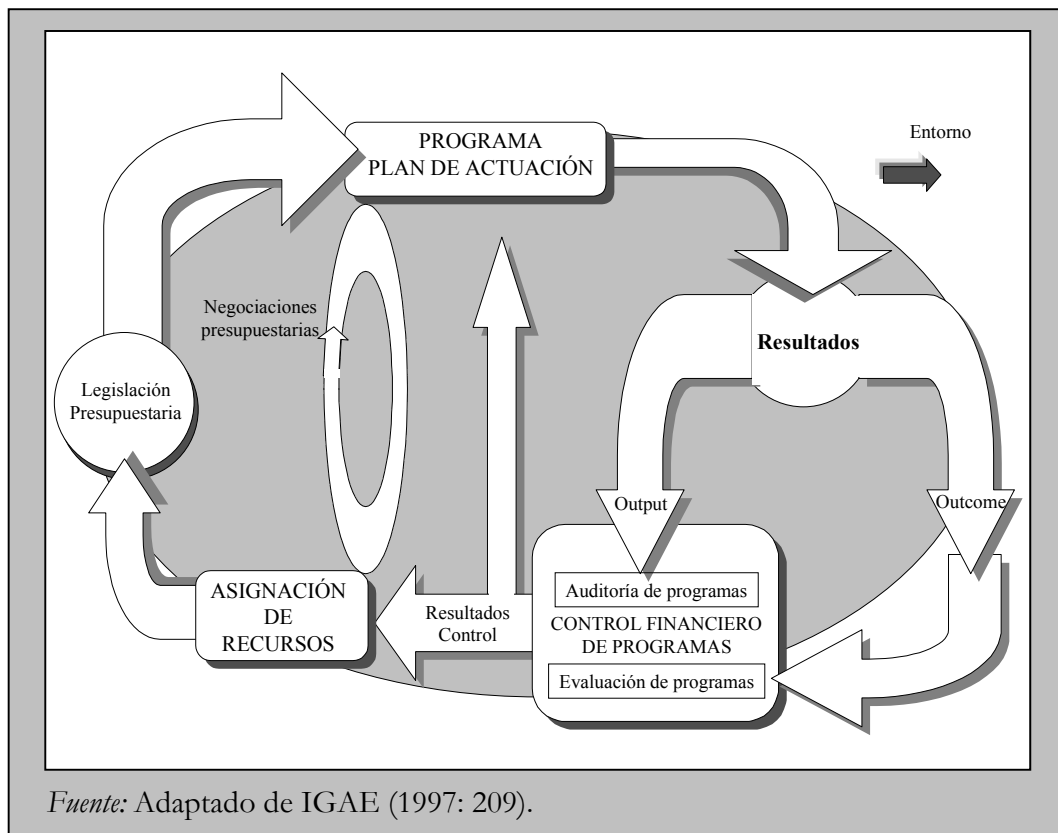 PROGRAMA
PLAN DE ACTUACIÓN
Entorno
Negociaciones
presupuestarias
Resultados
Legislación
Presupuestaria
Output
Outcome
Auditoría de programas
CONTROL FINANCIERO
DE PROGRAMAS
Evaluación de programas
Resultados
Control
ASIGNACIÓN
DE
RECURSOS
Fuente: Adaptado de IGAE (1997: 209).